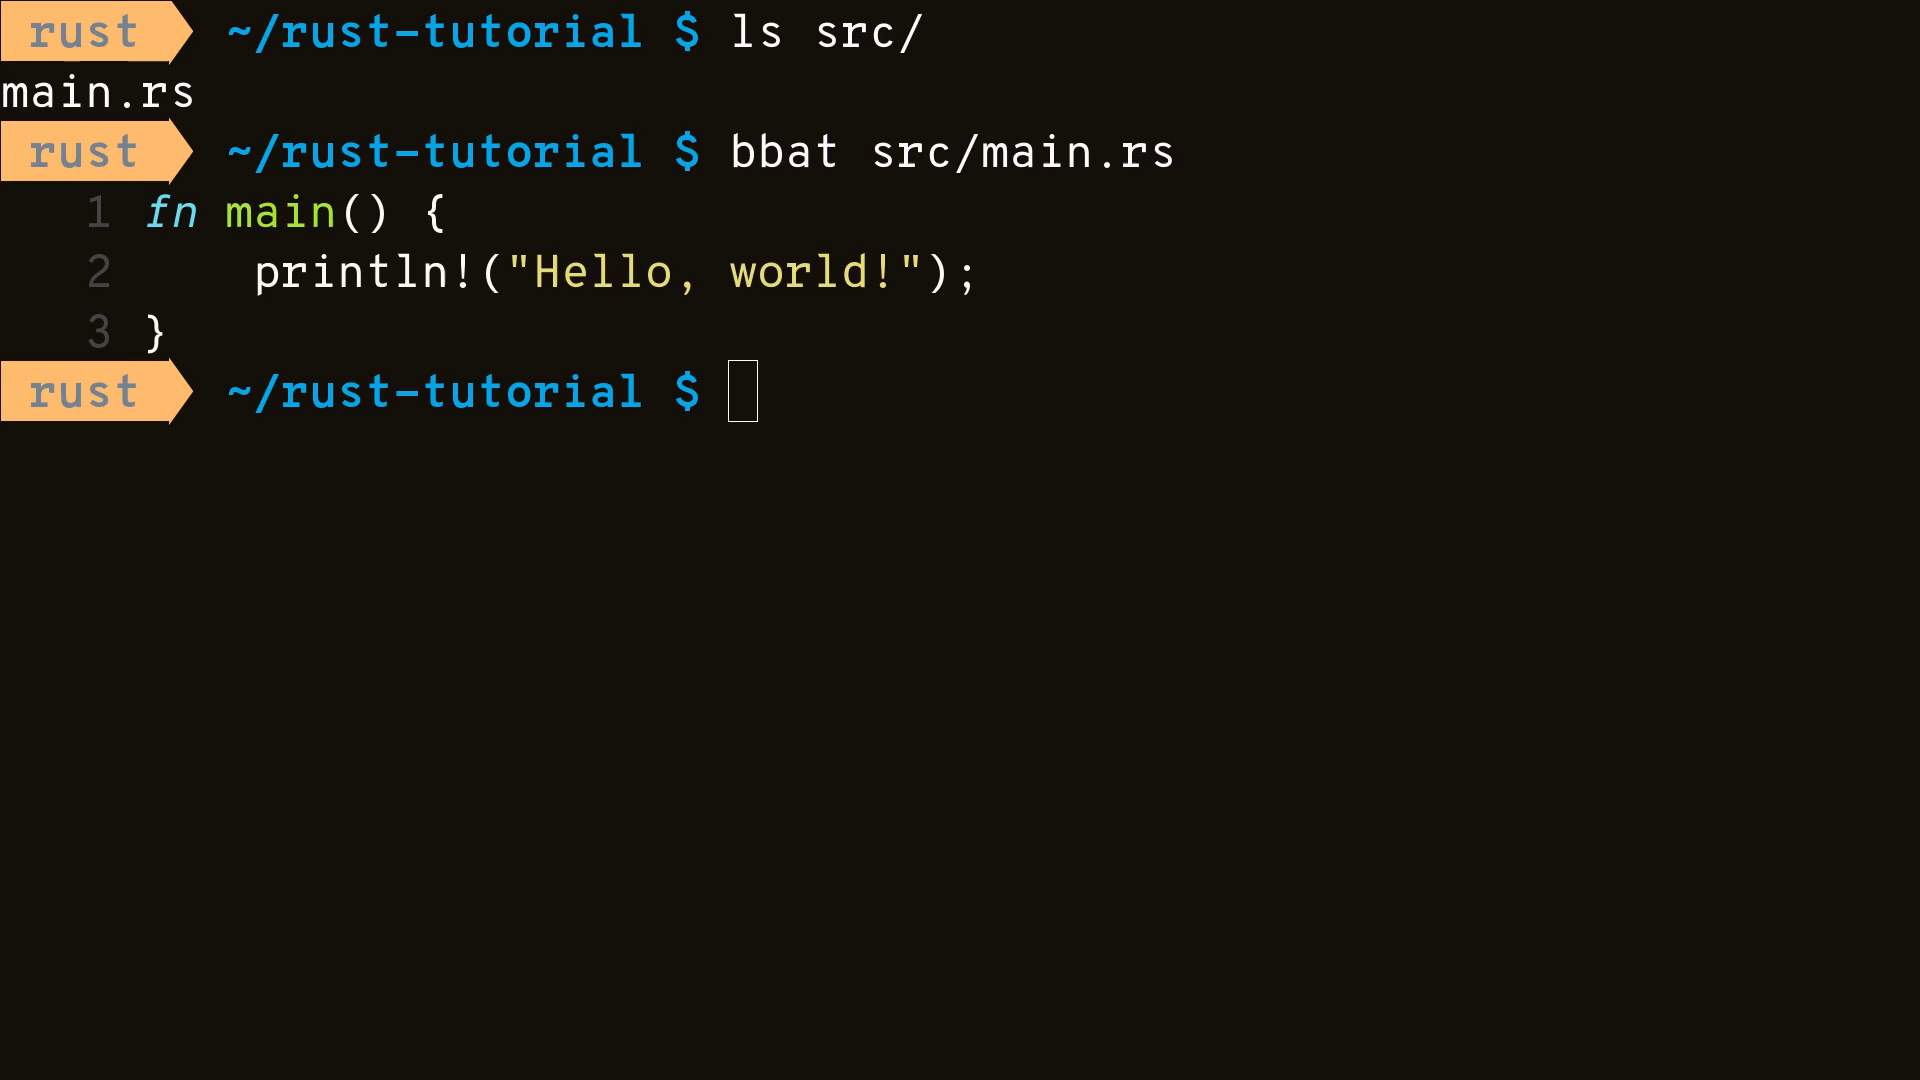 rust ~/rust-tutorial $ ls src/
main.rs
rust ~/rust-tutorial $ bbat src/main.rs
1 fn main() {
2     println!("Hello, world!");
3 }
rust ~/rust-tutorial $